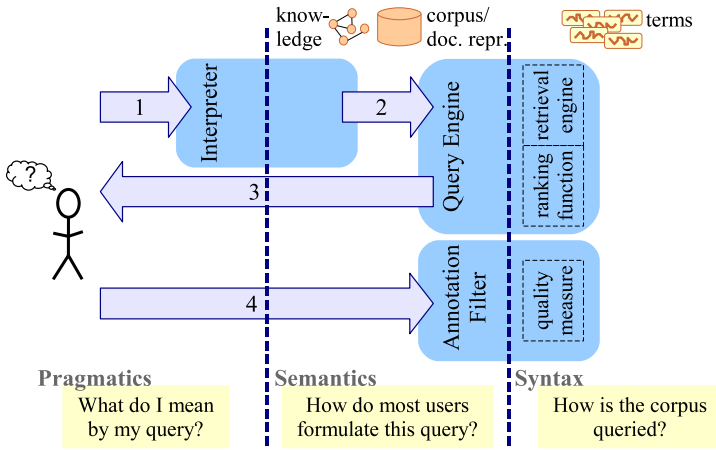 know-
ledge
corpus/
doc. repr.
terms
1
Interpreter
2
Query Engine
retrieval
engine
ranking
function
?
3
4
Annotation
Filter
quality
measure
Pragmatics
Semantics
Syntax
What do I mean
by my query?
How do most users
formulate this query?
How is the corpus
queried?